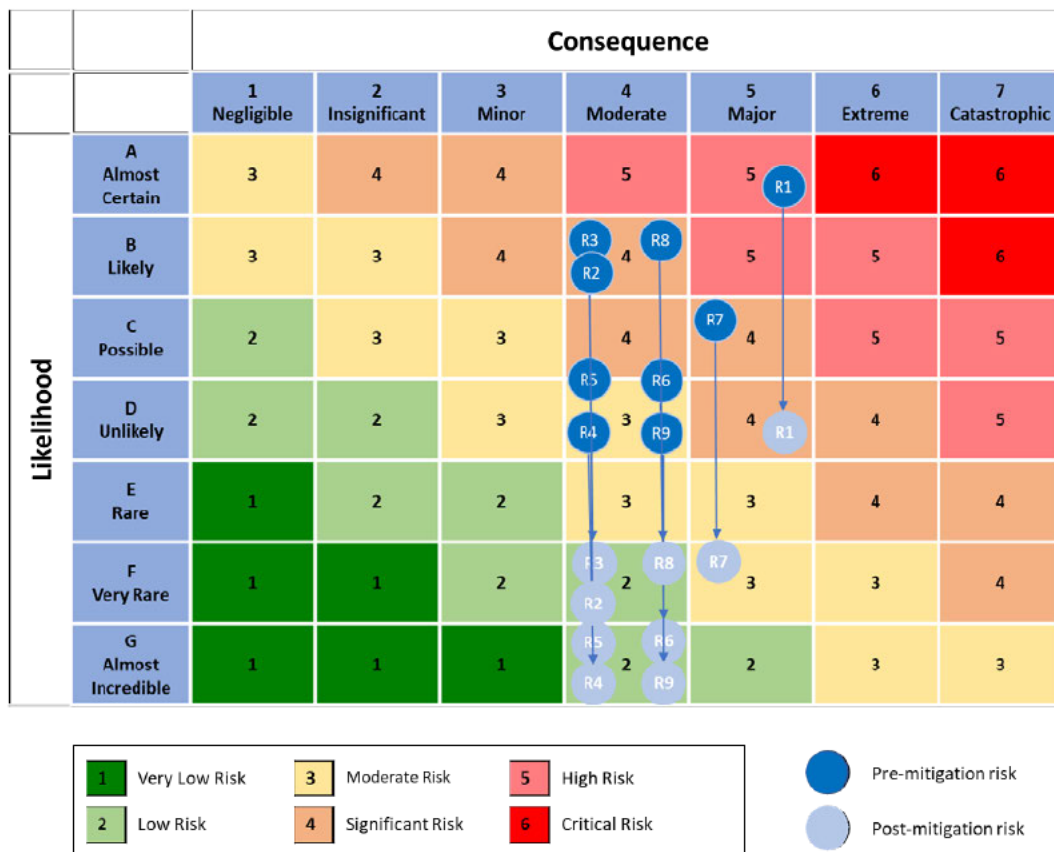 Consequence
1 2 3 4 5 6 7
Negligible Insignificant Minor Moderate Major Extreme Catastrophic
Likelihood
A
Almost
Certain
3 4 4 5 5 R1 6 6
B
Likely
3 3 4 R3 R2 4 R8 5 5 6
C
Possible
2 3 3 4 R7 4 5 5
R5 R6
D
Unlikely
2 2 3 R4 3 R9 4 R1 4 5
E
Rare
1 2 2 3 3 4 4
F
Very Rare
1 1 2 R3 R2 2 R8 R7 3 3 4
G
Almost
Incredible
1 1 1 R5 R4 2 R6 R9 2 3 3
1 Very Low Risk 3 Moderate Risk 5 High Risk Pre-mitigation risk
2 Low Risk 4 Significant Risk 6 Critical Risk Post-mitigation risk